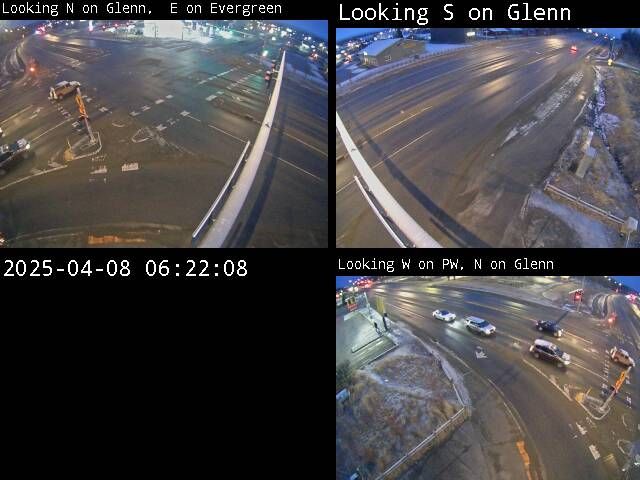 Looking N on Glenn,  E on Evergreen
Looking S on Glenn
2025-04-08 06:22:08
Looking W on PW, N on Glenn